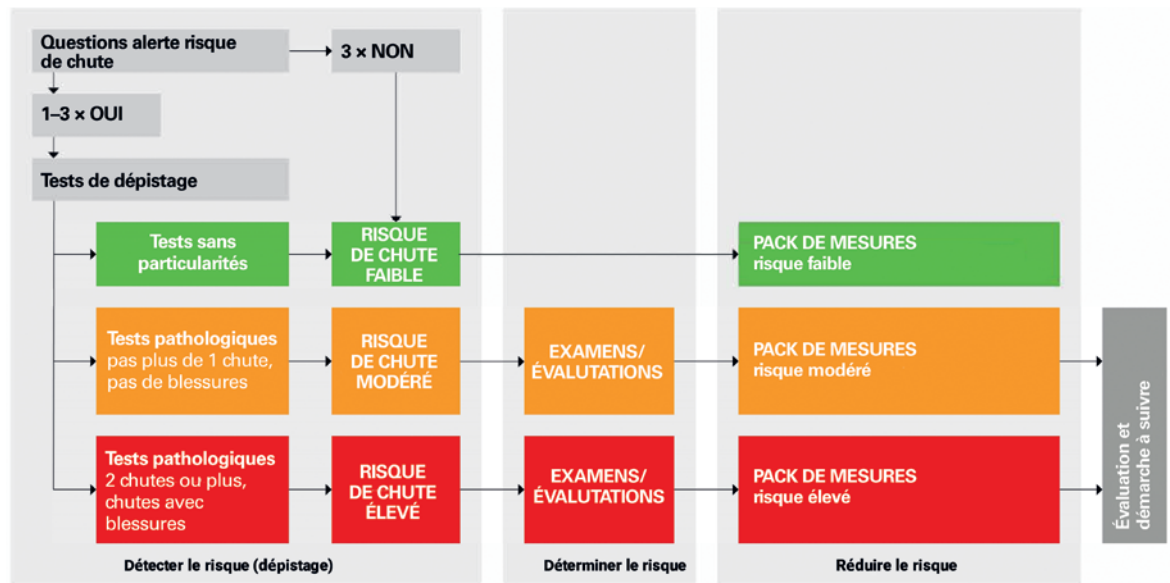 Questions alerte risque
de chute
3 × NON
1–3 × OUI
Tests de dépistage
Tests sans
particularités
RISQUE
DE CHUTE
FAIBLE
PACK DE MESURES
risque faible
Tests pathologiques
pas plus de 1 chute,
pas de blessures
RISQUE
DE CHUTE
MODÉRÉ
EXAMENS/
ÉVALUTATIONS
PACK DE MESURES
risque modéré
Tests pathologiques
2 chutes ou plus,
chutes avec
blessures
RISQUE
DE CHUTE
ÉLEVÉ
EXAMENS/
ÉVALUTATIONS
PACK DE MESURES
risque élevé
Évaluation et
démarche à suivre
Détecter le risque (dépistage)
Déterminer le risque
Réduire le risque